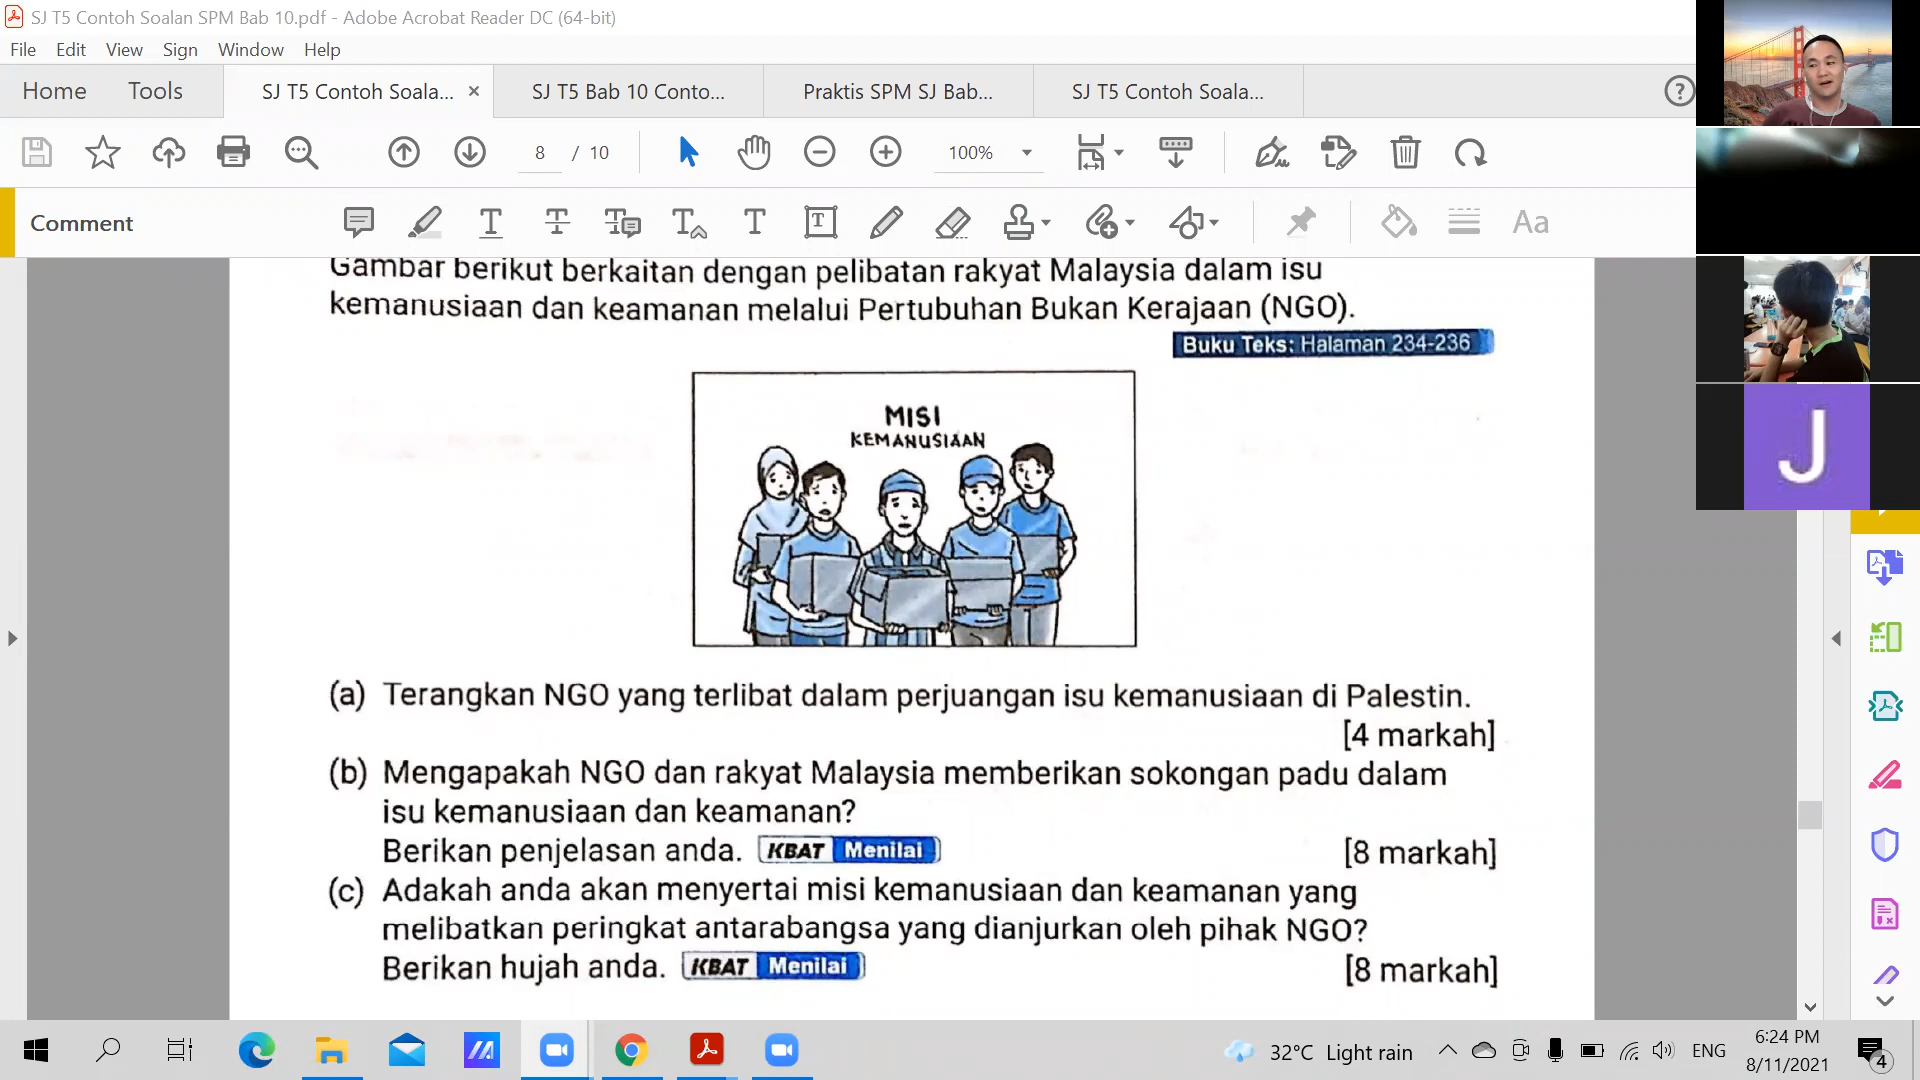 SJ T5 Contoh Soalan SPM Bab 10.pdf - Adobe Acrobat Reader DC (64-bit)
File Edit View Sign Window Help
Home Tools SJ T5 Contoh Soala... × SJ T5 Bab 10 Conto... Praktis SPM SJ Bab... SJ T5 Contoh Soala...
8 / 10 100%
Comment
Gambar berikut berkaitan dengan pelibatan rakyat Malaysia dalam isu
kemanusiaan dan keamanan melalui Pertubuhan Bukan Kerajaan (NGO).
Buku Teks: Halaman 234-236
MISI
KEMANUSIAAN
J
(a) Terangkan NGO yang terlibat dalam perjuangan isu kemanusiaan di Palestin.
[4 markah]
(b) Mengapakah NGO dan rakyat Malaysia memberikan sokongan padu dalam
isu kemanusiaan dan keamanan?
Berikan penjelasan anda. KBAT Menilai [8 markah]
(c) Adakah anda akan menyertai misi kemanusiaan dan keamanan yang
melibatkan peringkat antarabangsa yang dianjurkan oleh pihak NGO?
Berikan hujah anda. KBAT Menilai [8 markah]
32°C Light rain ENG 6:24 PM
8/11/2021 4